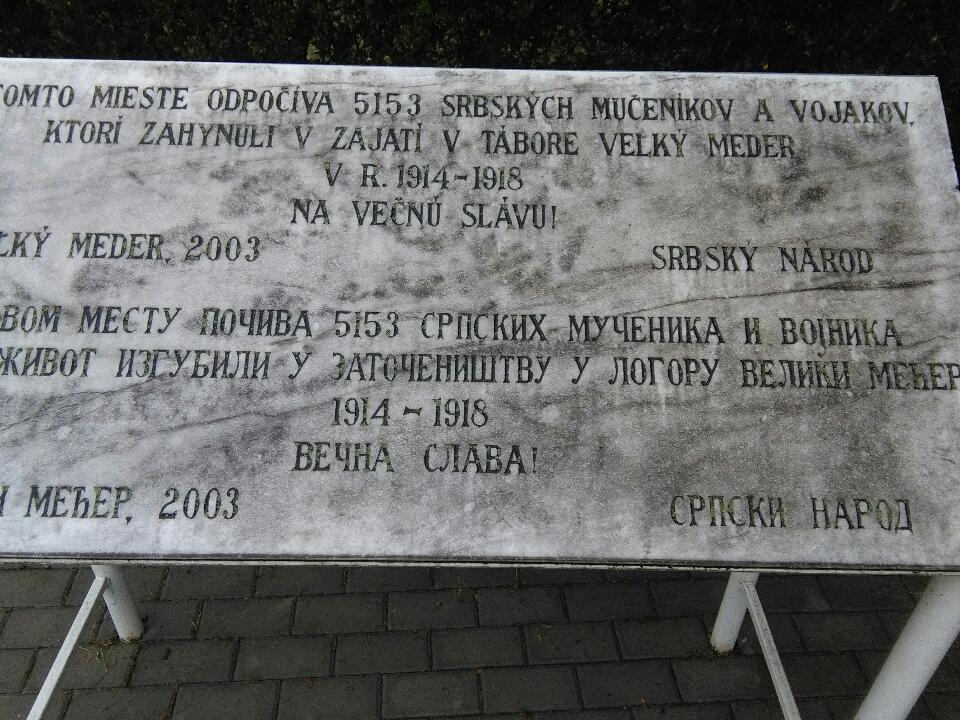 TOMTO MIESTE ODPOČÍVA 5153 SRBSKÝCH MUČENÍKOV A VOJAKOV,
KTORÍ ZAHYNULI V ZAJATÍ V TÁBORE VEĽKÝ MEDER
V R. 1914-1918
NA VEČNÚ SLÁVU!
ĽKÝ MEDER, 2003 SRBSKÝ NÁROD
ВОМ МЕСТУ ПОЧИВА 5153 СРПСКИХ МУЧЕНИКА И ВОЈНИКА
ЖИВОТ ИЗГУБИЛИ У ЗАТОЧЕНИШТВУ У ЛОГОРУ ВЕЛИКИ МЕЂЕР
1914 - 1918
ВЕЧНА СЛАВА!
И МЕЂЕР, 2003 СРПСКИ НАРОД